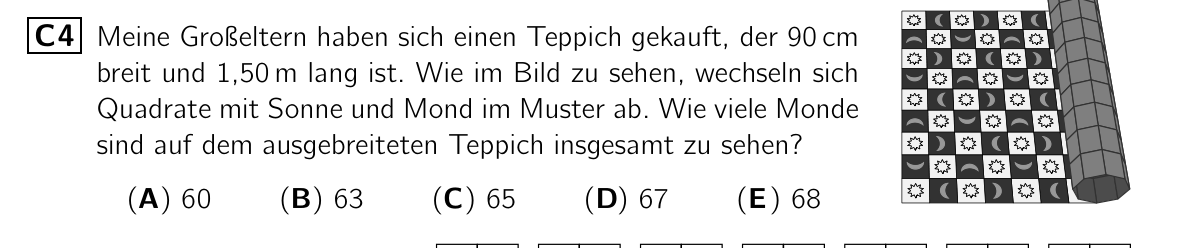 C4 Meine Großeltern haben sich einen Teppich gekauft, der 90 cm
breit und 1,50 m lang ist. Wie im Bild zu sehen, wechseln sich
Quadrate mit Sonne und Mond im Muster ab. Wie viele Monde
sind auf dem ausgebreiteten Teppich insgesamt zu sehen?
(A) 60 (B) 63 (C) 65 (D) 67 (E) 68